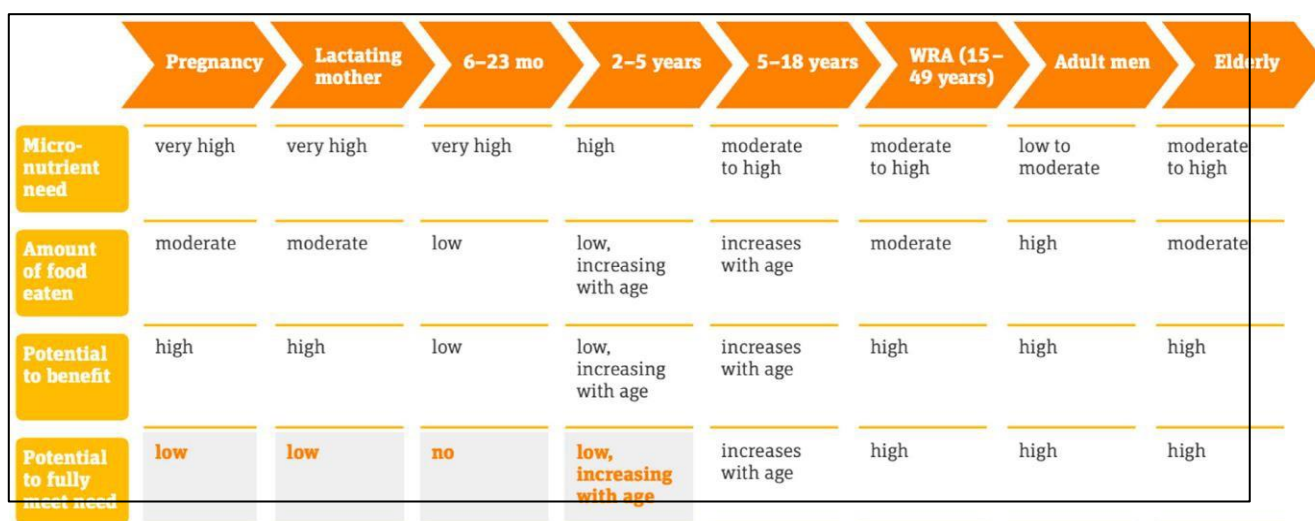 Pregnancy
Lactating
mother
6–23 mo
2–5 years
5–18 years
WRA (15–
49 years)
Adult men
Elderly
Micro-
nutrient
need
very high
very high
very high
high
moderate
to high
moderate
to high
low to
moderate
moderate
to high
Amount
of food
eaten
moderate
moderate
low
low,
increasing
with age
increases
with age
moderate
high
moderate
Potential
to benefit
high
high
low
low,
increasing
with age
increases
with age
high
high
high
Potential
to fully
meet need
low
low
no
low,
increasing
with age
increases
with age
high
high
high